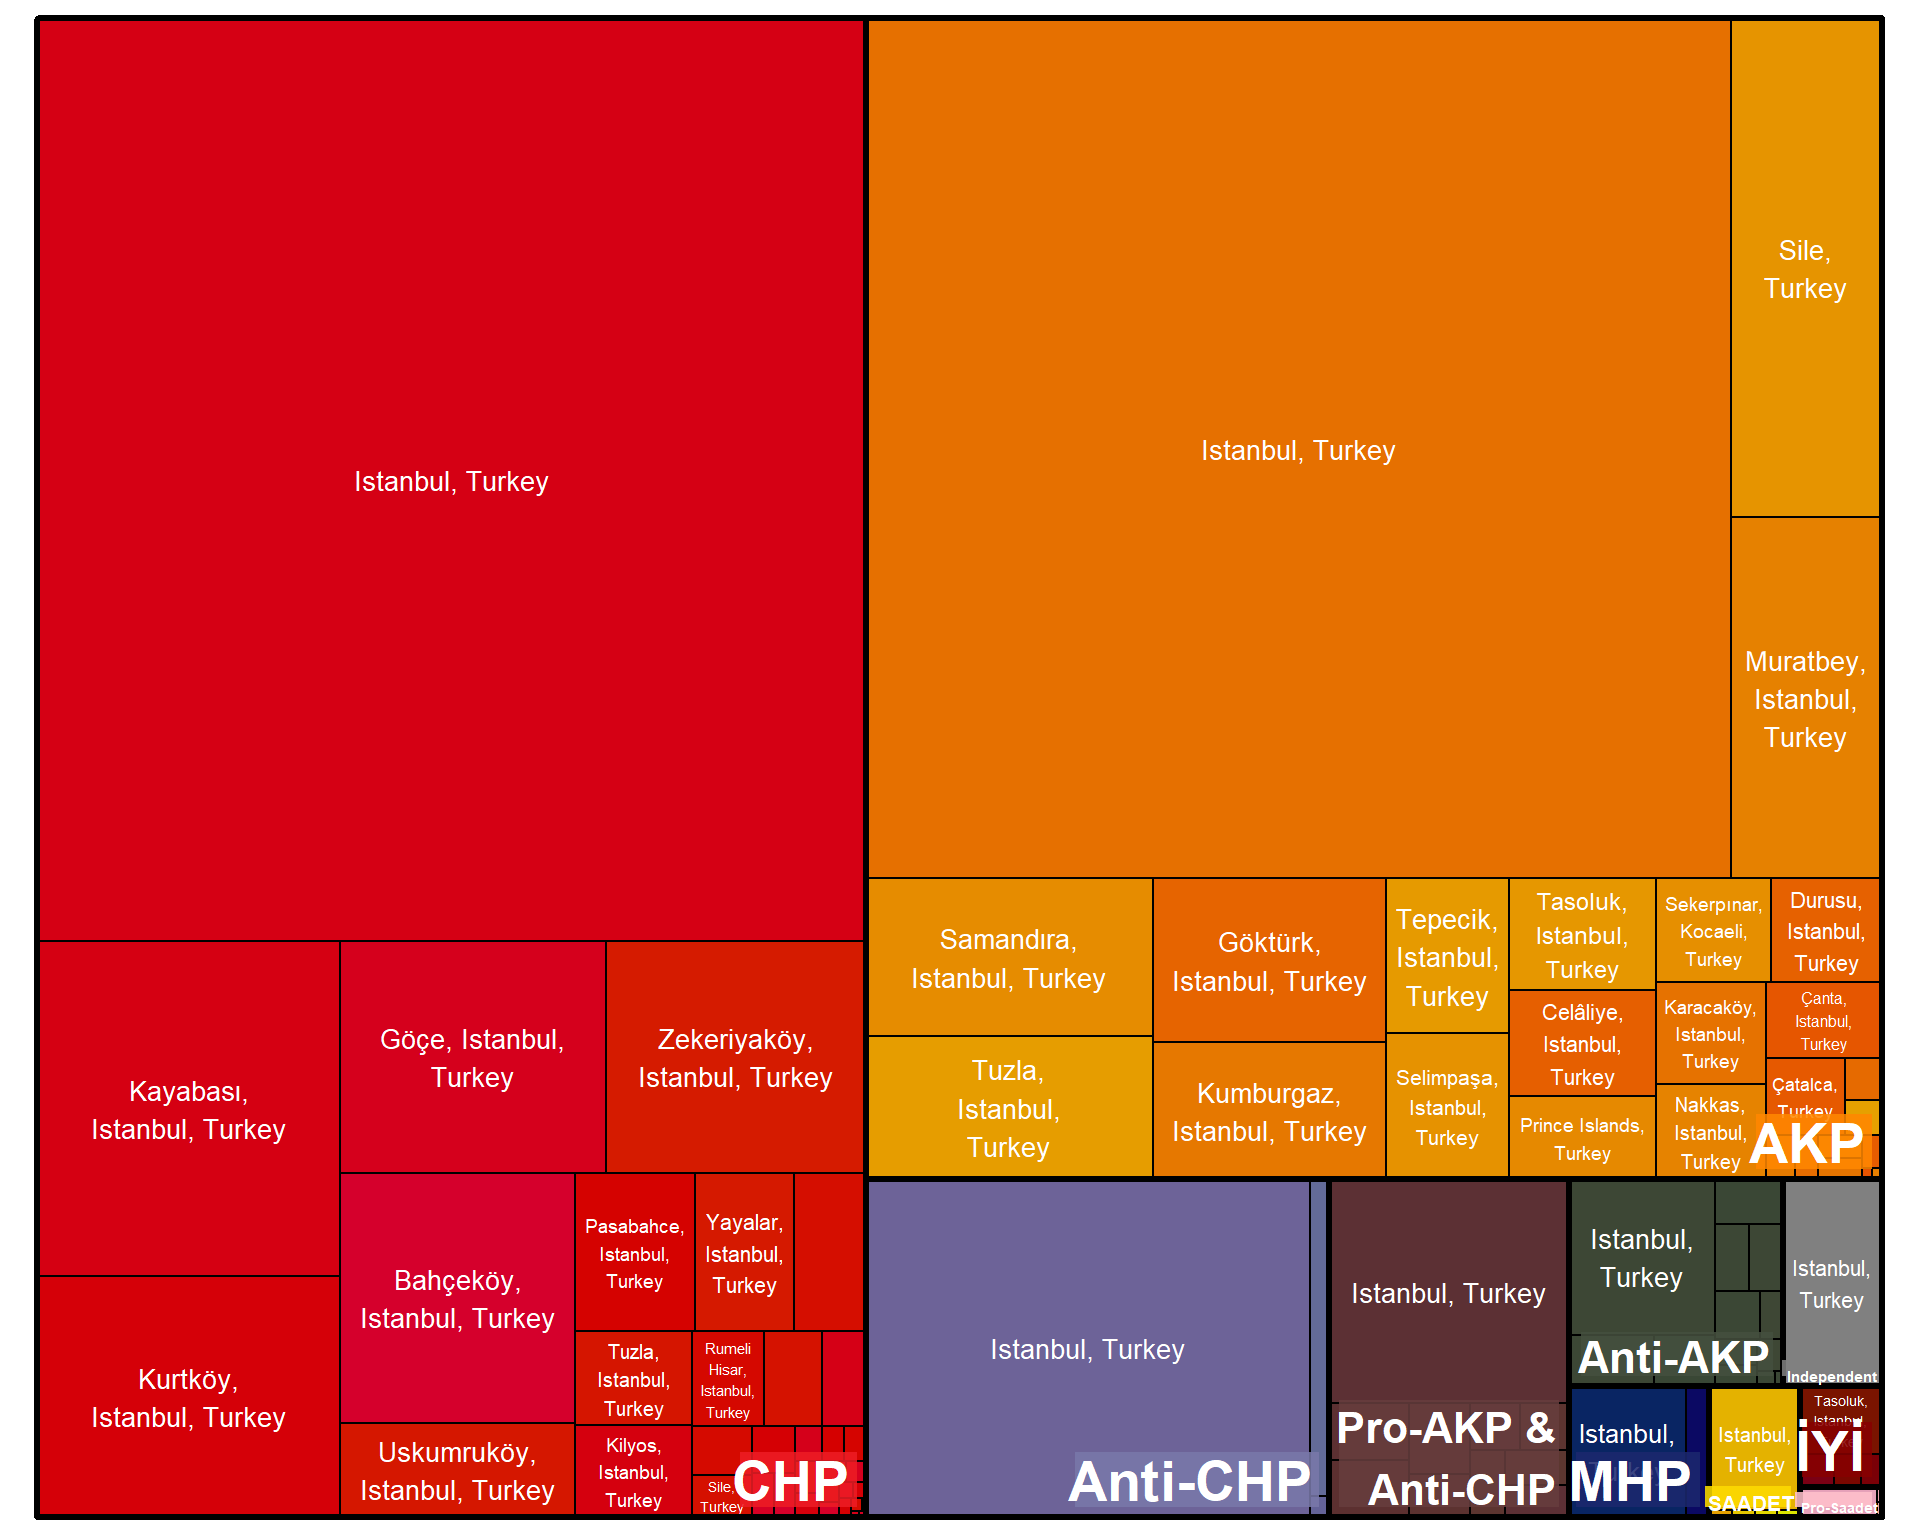 Istanbul, Turkey
Kayabası,
Istanbul, Turkey
Kurtköy,
Istanbul, Turkey
Göçe, Istanbul,
Turkey
Zekeriyaköy,
Istanbul, Turkey
Bahçeköy,
Istanbul, Turkey
Uskumruköy,
Istanbul, Turkey
Pasabahce,
Istanbul,
Turkey
Yayalar,
Istanbul,
Turkey
Tuzla,
Istanbul,
Turkey
Rumeli
Hisar,
Istanbul,
Turkey
Kilyos,
Istanbul,
Turkey
Sile,
Turkey
CHP
Istanbul, Turkey
Sile,
Turkey
Muratbey,
Istanbul,
Turkey
Samandıra,
Istanbul, Turkey
Tuzla,
Istanbul,
Turkey
Göktürk,
Istanbul, Turkey
Kumburgaz,
Istanbul, Turkey
Tepecik,
Istanbul,
Turkey
Selimpaşa,
Istanbul,
Turkey
Tasoluk,
Istanbul,
Turkey
Celâliye,
Istanbul,
Turkey
Prince Islands,
Turkey
Sekerpınar,
Kocaeli,
Turkey
Durusu,
Istanbul,
Turkey
Karacaköy,
Istanbul,
Turkey
Çanta,
Istanbul,
Turkey
Nakkas,
Istanbul,
Turkey
Çatalca,
Turkey
AKP
Istanbul, Turkey
Anti-CHP
Istanbul, Turkey
Pro-AKP &
Anti-CHP
Istanbul,
Turkey
Anti-AKP
Istanbul,
Turkey
Independent
Istanbul,
Turkey
MHP
Istanbul,
Turkey
SAADET
Tasoluk,
Istanbul,
İYİ
Pro-Saadet